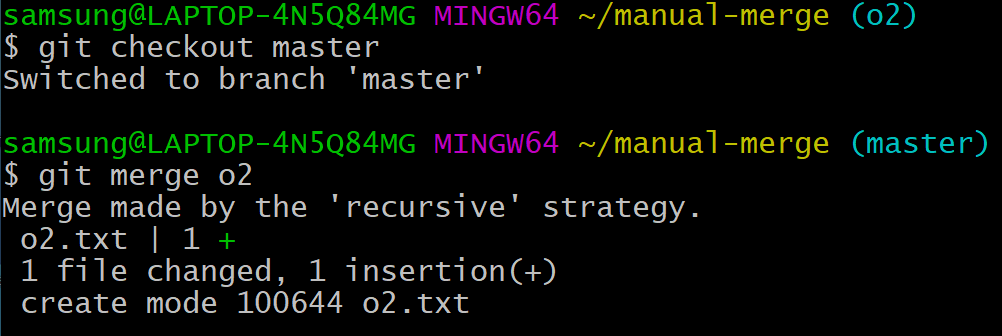 samsung@LAPTOP-4N5Q84MG MINGW64 ~/manual-merge (o2)
$ git checkout master
Switched to branch 'master'
samsung@LAPTOP-4N5Q84MG MINGW64 ~/manual-merge (master)
$ git merge o2
Merge made by the 'recursive' strategy.
o2.txt | 1 +
1 file changed, 1 insertion(+)
create mode 100644 o2.txt